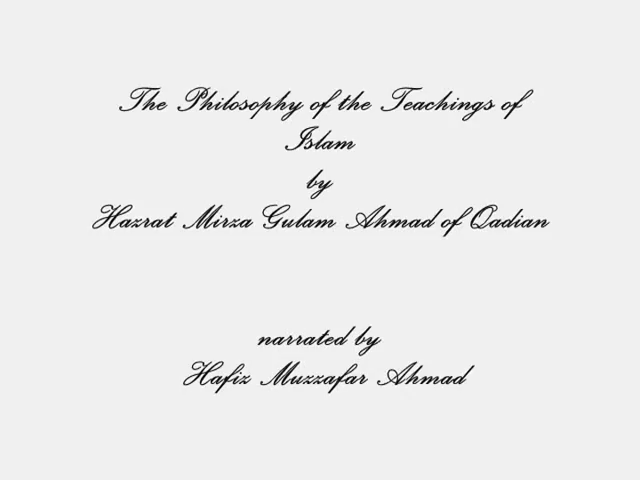 The Philosophy of the Teachings of
Islam
by
Hazrat Mirza Gulam Ahmad of Qadian
narrated by
Hafiz Muzzafar Ahmad